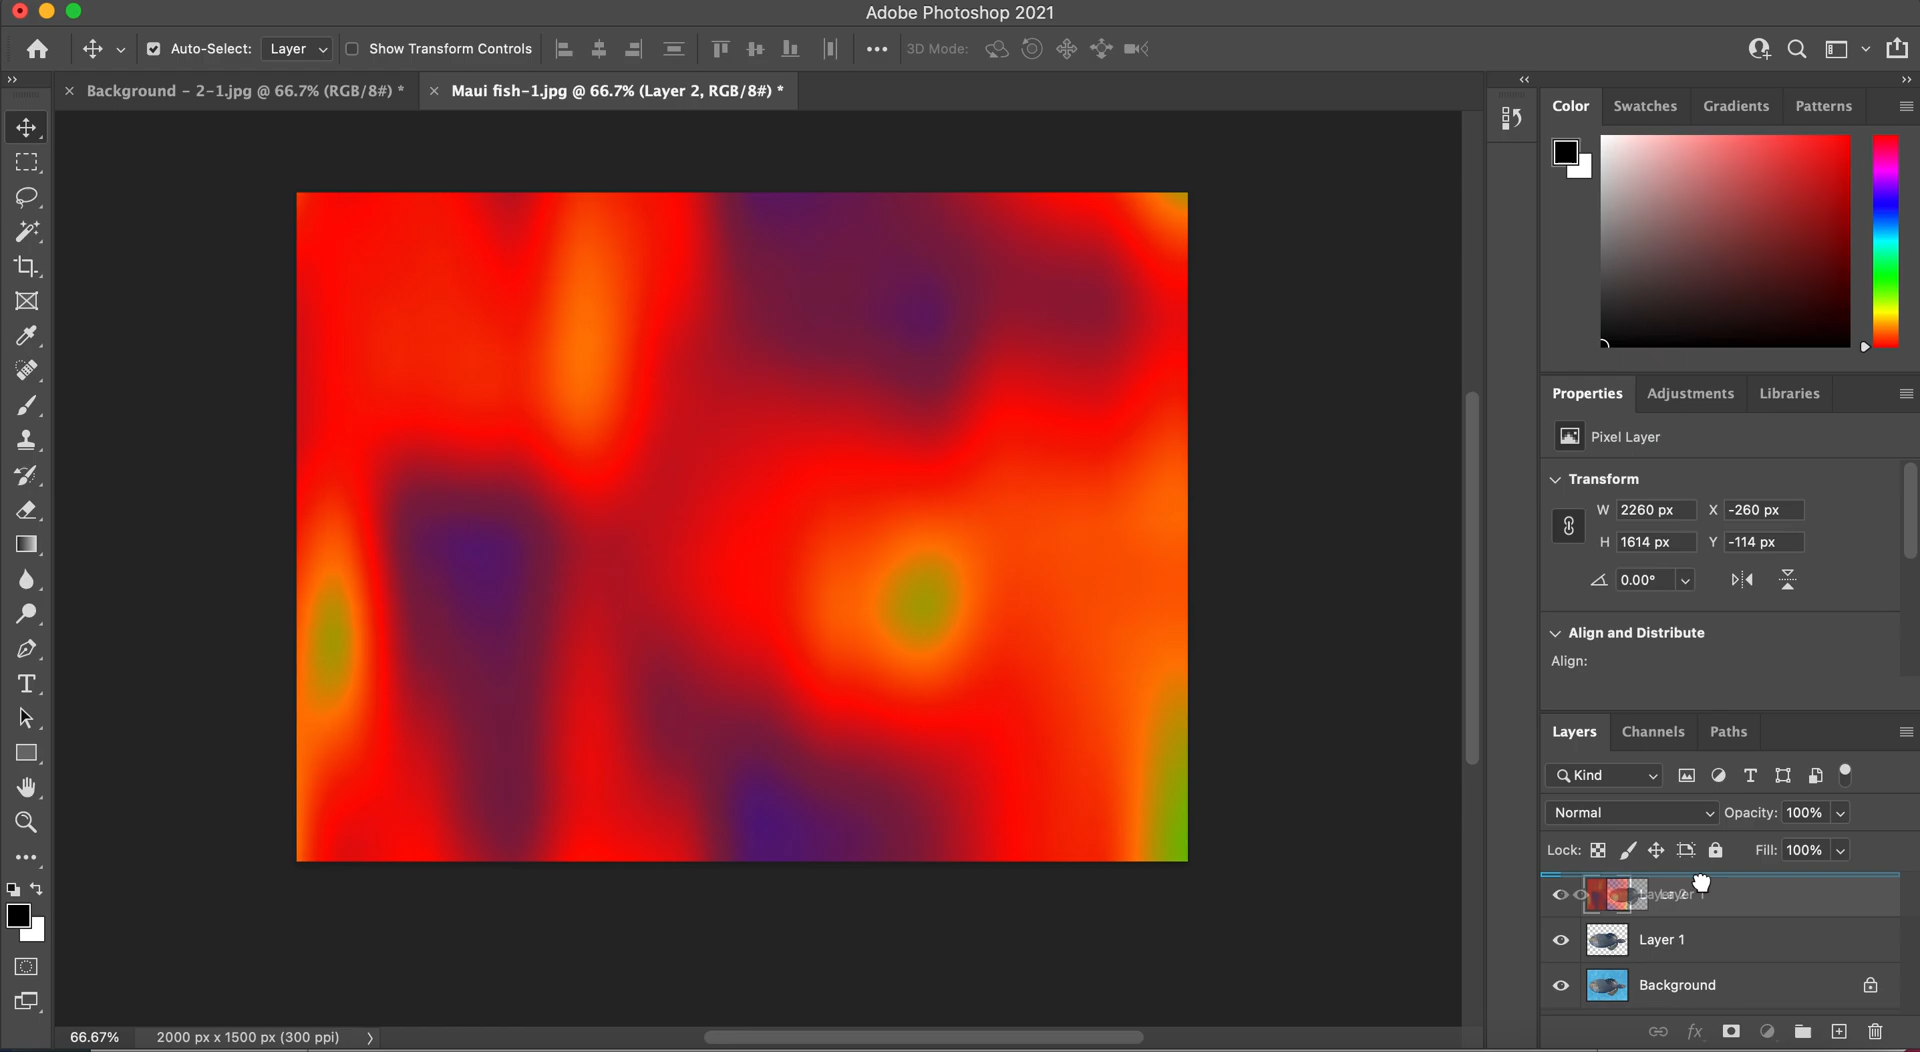 Adobe Photoshop 2021
Auto-Select: Layer Show Transform Controls 3D Mode:
Background - 2-1.jpg @ 66.7% (RGB/8#) * Maui fish-1.jpg @ 66.7% (Layer 2, RGB/8#) *
Color Swatches Gradients Patterns
Properties Adjustments Libraries
Pixel Layer
Transform
W 2260 px X -260 px
H 1614 px Y -114 px
0.00°
Align and Distribute
Align:
Layers Channels Paths
Kind
Normal Opacity: 100%
Lock: Fill: 100%
Layer 1
Background
66.67% 2000 px x 1500 px (300 ppi)